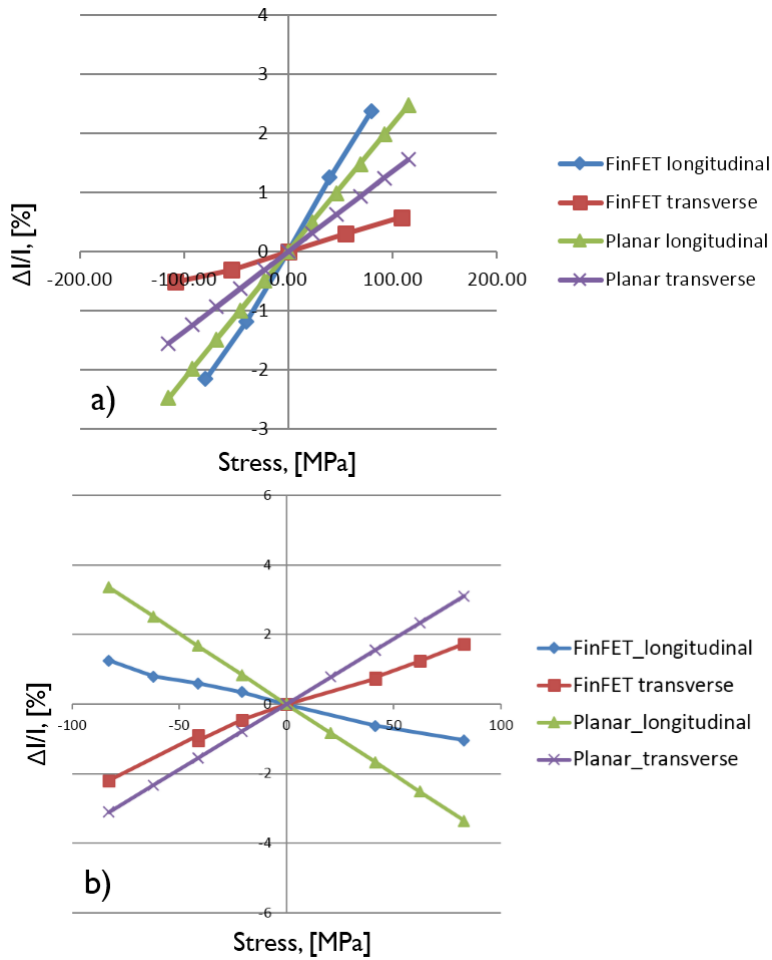 4
3
2
1
0
-200.00
-100.00
0.00
100.00
200.00
-1
-2
-3
ΔI/I, [%]
a)
Stress, [MPa]
FinFET longitudinal
FinFET transverse
Planar longitudinal
Planar transverse
6
4
2
0
-100
-50
0
50
100
-2
-4
-6
ΔI/I, [%]
b)
Stress, [MPa]
FinFET_longitudinal
FinFET transverse
Planar_longitudinal
Planar_transverse